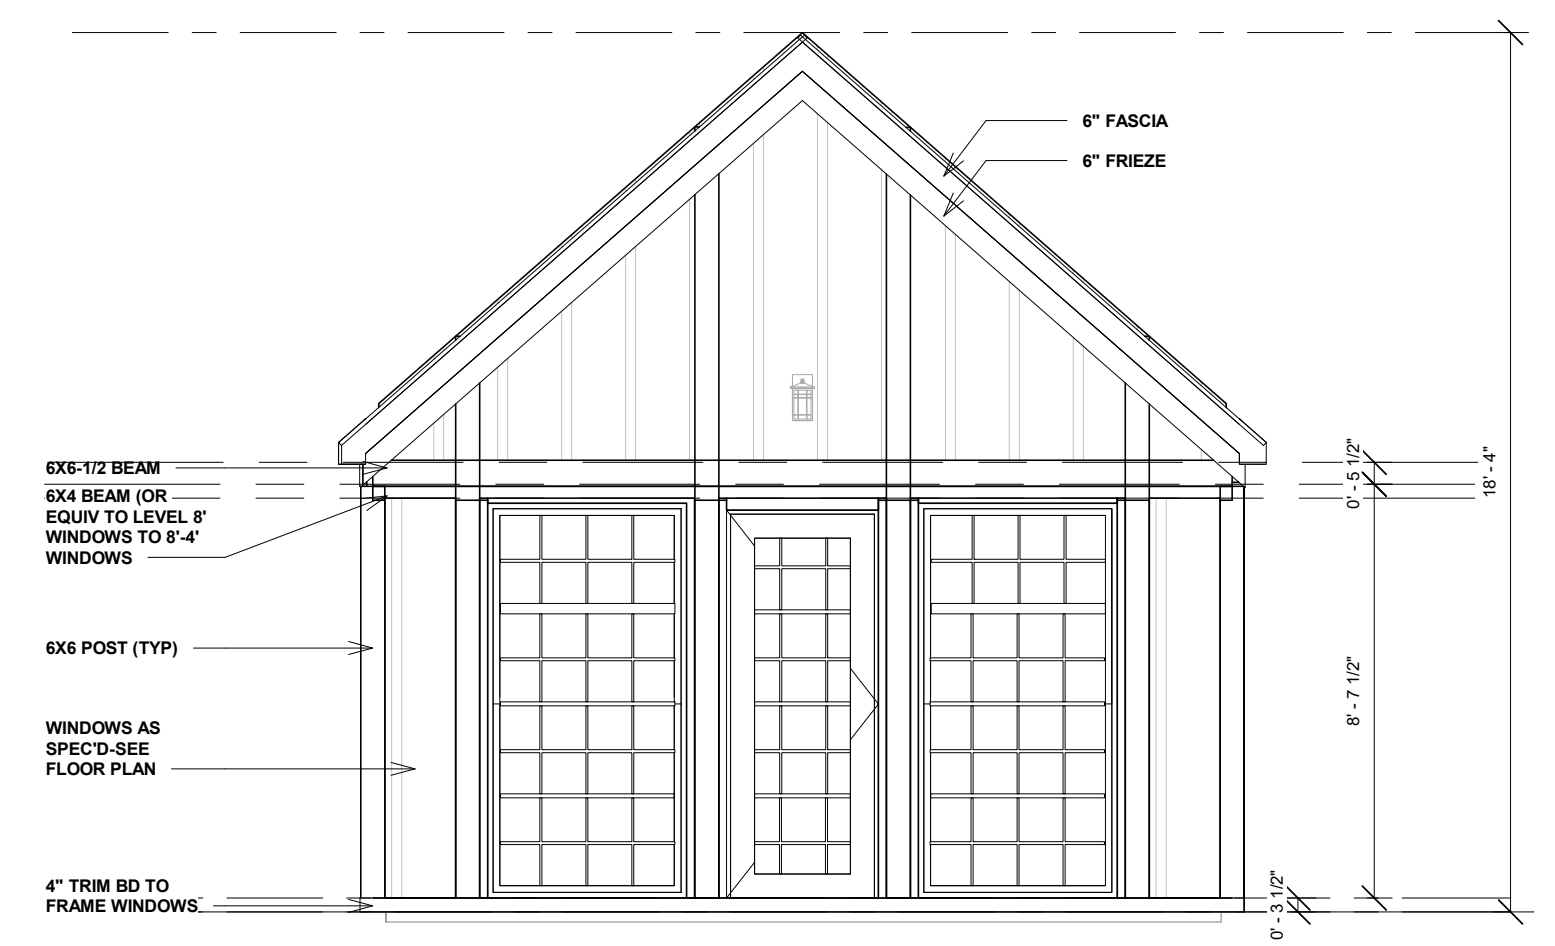 6" FASCIA
6" FRIEZE
6X6-1/2 BEAM
6X4 BEAM (OR
EQUIV TO LEVEL 8'
WINDOWS TO 8'-4'
WINDOWS
6X6 POST (TYP)
WINDOWS AS
SPEC'D-SEE
FLOOR PLAN
4" TRIM BD TO
FRAME WINDOWS
0' - 5 1/2"
18' - 4"
8' - 7 1/2"
0' - 3 1/2"